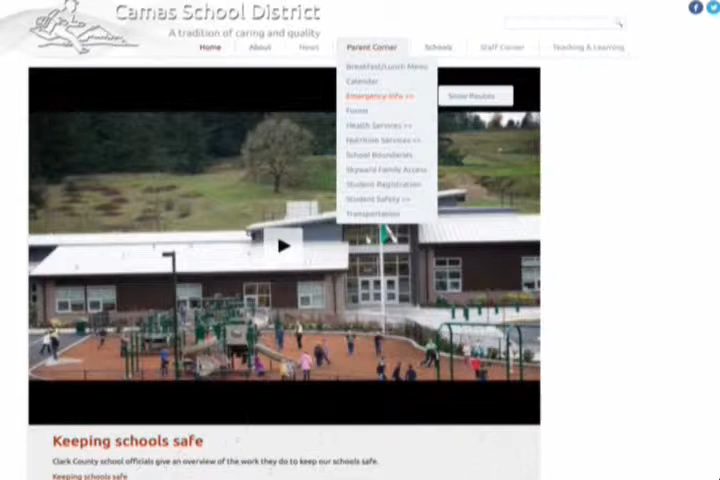 Camas School District
A tradition of caring and quality
Home About News Parent Corner Schools Staff Corner Teaching & Learning
Breakfast/Lunch Menu
Calendar
Emergency Info >>
Snow Routes
Forms
Health Services >>
Nutrition Services >>
School Boundaries
Skyward Family Access
Student Registration
Student Safety >>
Transportation
Keeping schools safe
Clark County school officials give an overview of the work they do to keep our schools safe.
Keeping schools safe